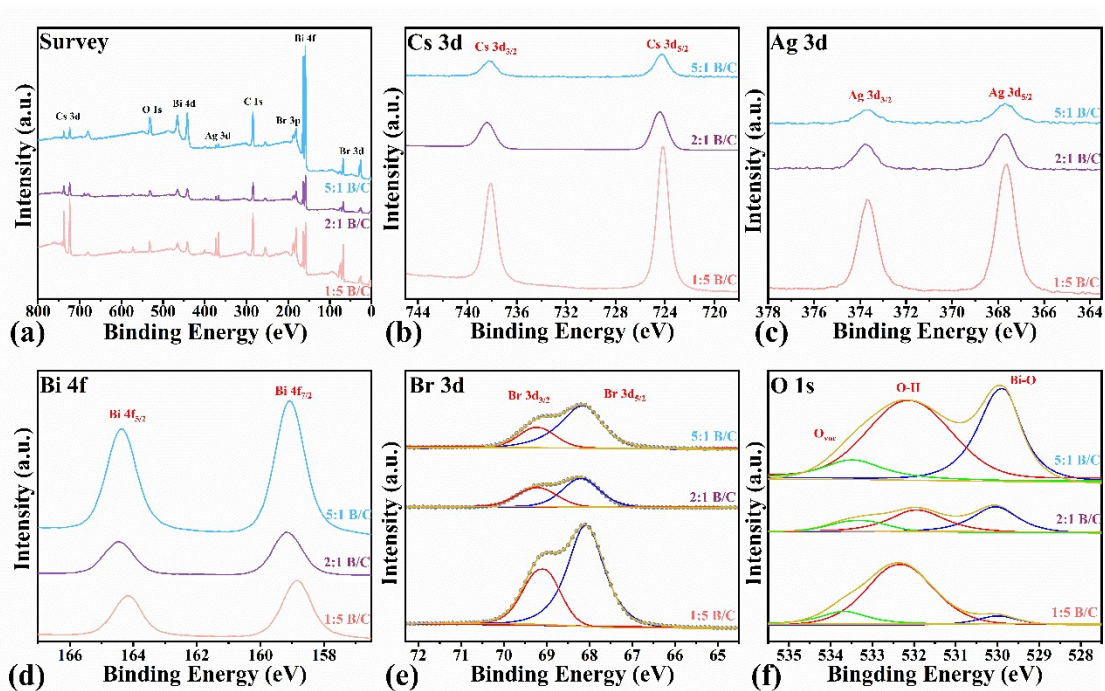 Survey
Bi 4f
Cs 3d
O 1s
Bi 4d
Ag 3d
C 1s
Br 3p
Br 3d
5:1 B/C
2:1 B/C
1:5 B/C
Intensity (a.u.)
800 700 600 500 400 300 200 100 0
Binding Energy (eV)
(a)
Cs 3d
Cs 3d3/2
Cs 3d5/2
5:1 B/C
2:1 B/C
1:5 B/C
Intensity (a.u.)
744 740 736 732 728 724 720
Binding Energy (eV)
(b)
Ag 3d
Ag 3d3/2
Ag 3d5/2
5:1 B/C
2:1 B/C
1:5 B/C
Intensity (a.u.)
378 376 374 372 370 368 366 364
Binding Energy (eV)
(c)
Bi 4f
Bi 4f5/2
Bi 4f7/2
5:1 B/C
2:1 B/C
1:5 B/C
Intensity (a.u.)
166 164 162 160 158
Binding Energy (eV)
(d)
Br 3d
Br 3d3/2
Br 3d5/2
5:1 B/C
2:1 B/C
1:5 B/C
Intensity (a.u.)
72 71 70 69 68 67 66 65
Binding Energy (eV)
(e)
O 1s
O-H
Bi-O
Ovac
5:1 B/C
2:1 B/C
1:5 B/C
Intensity (a.u.)
535 534 533 532 531 530 529 528
Bingding Energy (eV)
(f)